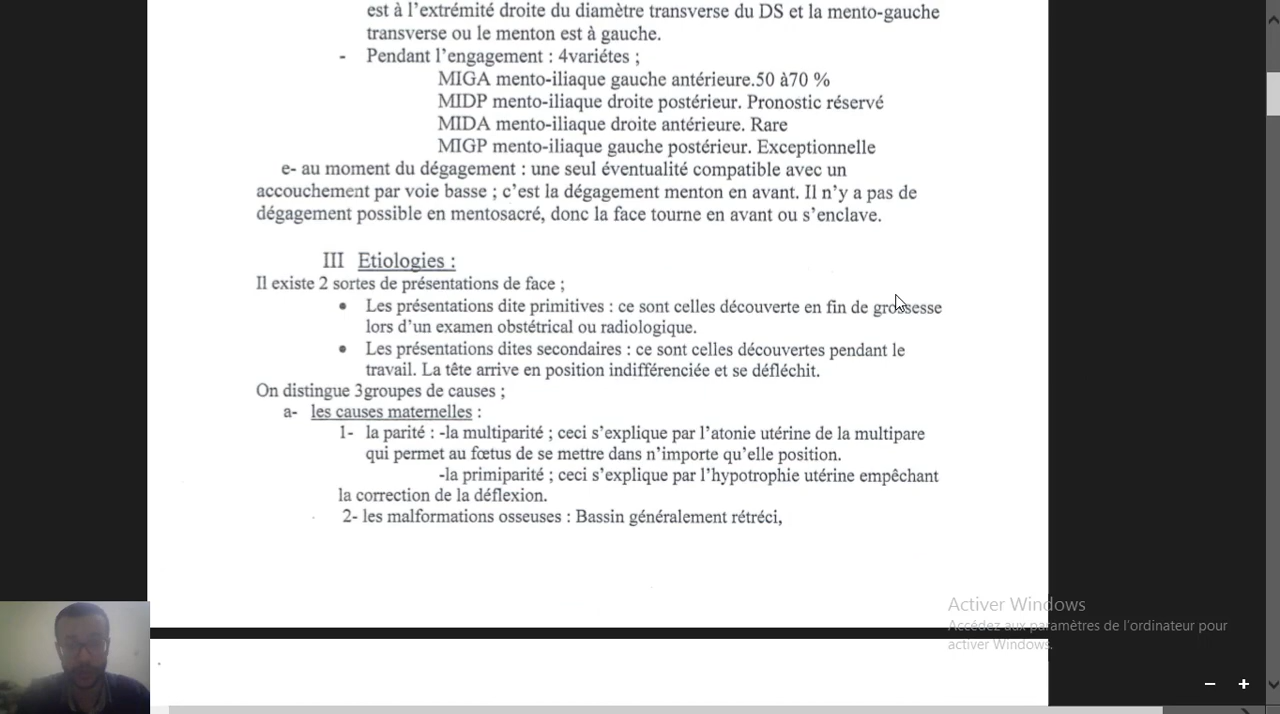 est à l'extrémité droite du diamètre transverse du DS et la mento-gauche
transverse ou le menton est à gauche.
- Pendant l'engagement : 4variétes ;
MIGA mento-iliaque gauche antérieure.50 à70 %
MIDP mento-iliaque droite postérieur. Pronostic réservé
MIDA mento-iliaque droite antérieure. Rare
MIGP mento-iliaque gauche postérieur. Exceptionnelle
e- au moment du dégagement : une seul éventualité compatible avec un
accouchement par voie basse ; c'est la dégagement menton en avant. Il n'y a pas de
dégagement possible en mentosacré, donc la face tourne en avant ou s'enclave.
III Etiologies :
Il existe 2 sortes de présentations de face ;
• Les présentations dite primitives : ce sont celles découverte en fin de grossesse
lors d'un examen obstétrical ou radiologique.
• Les présentations dites secondaires : ce sont celles découvertes pendant le
travail. La tête arrive en position indifférenciée et se défléchit.
On distingue 3groupes de causes ;
a- les causes maternelles :
1- la parité : -la multiparité ; ceci s'explique par l'atonie utérine de la multipare
qui permet au fœtus de se mettre dans n'importe qu'elle position.
-la primiparité ; ceci s'explique par l'hypotrophie utérine empêchant
la correction de la déflexion.
2- les malformations osseuses : Bassin généralement rétréci,
Activer Windows
Accédez aux paramètres de l'ordinateur pour
activer Windows.